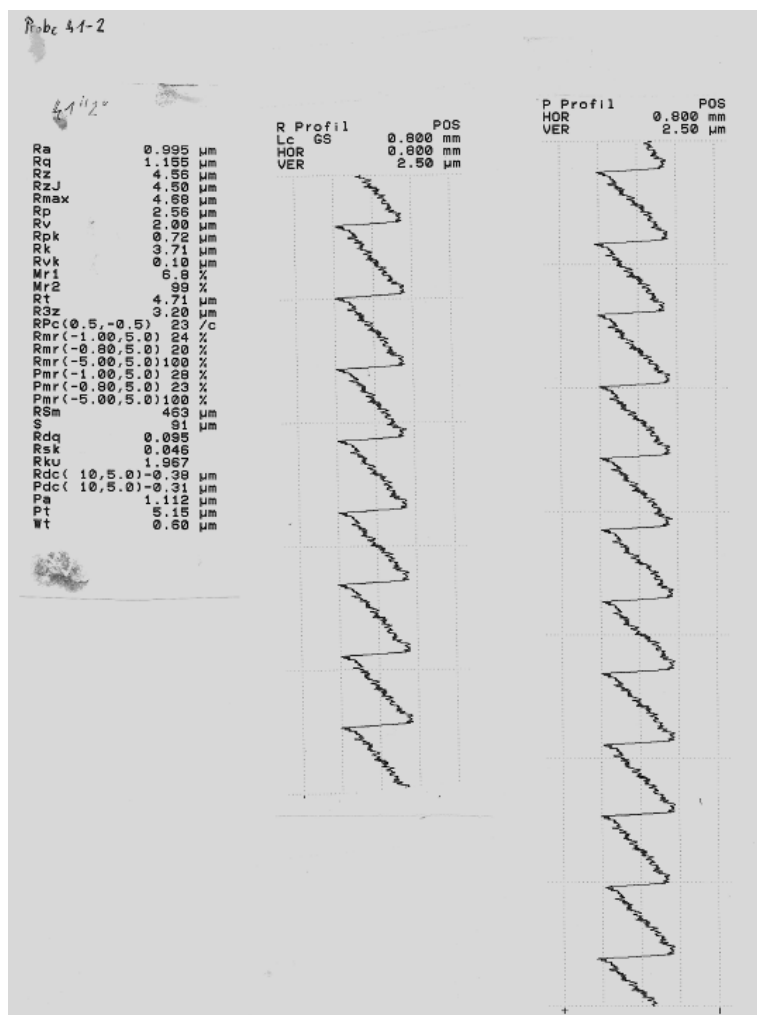 Probe 41-2
41"2"
Ra 0.995 µm
Rq 1.155 µm
Rz 4.56 µm
RzJ 4.50 µm
Rmax 4.68 µm
Rp 2.56 µm
Rv 2.00 µm
Rpk 0.72 µm
Rk 3.71 µm
Rvk 0.10 µm
Mr1 6.8 %
Mr2 99 %
Rt 4.71 µm
R3z 3.20 µm
RPc(0.5,-0.5) 23 /c
Rmr(-1.00,5.0) 24 %
Rmr(-0.80,5.0) 20 %
Rmr(-5.00,5.0)100 %
Pmr(-1.00,5.0) 28 %
Pmr(-0.80,5.0) 23 %
Pmr(-5.00,5.0)100 %
RSm 463 µm
S 91 µm
Rdq 0.095
Rsk 0.046
Rku 1.967
Rdc( 10,5.0)-0.38 µm
Pdc( 10,5.0)-0.31 µm
Pa 1.112 µm
Pt 5.15 µm
Wt 0.60 µm
R Profil POS
Lc GS 0.800 mm
HOR 0.800 mm
VER 2.50 µm
P Profil POS
HOR 0.800 mm
VER 2.50 µm